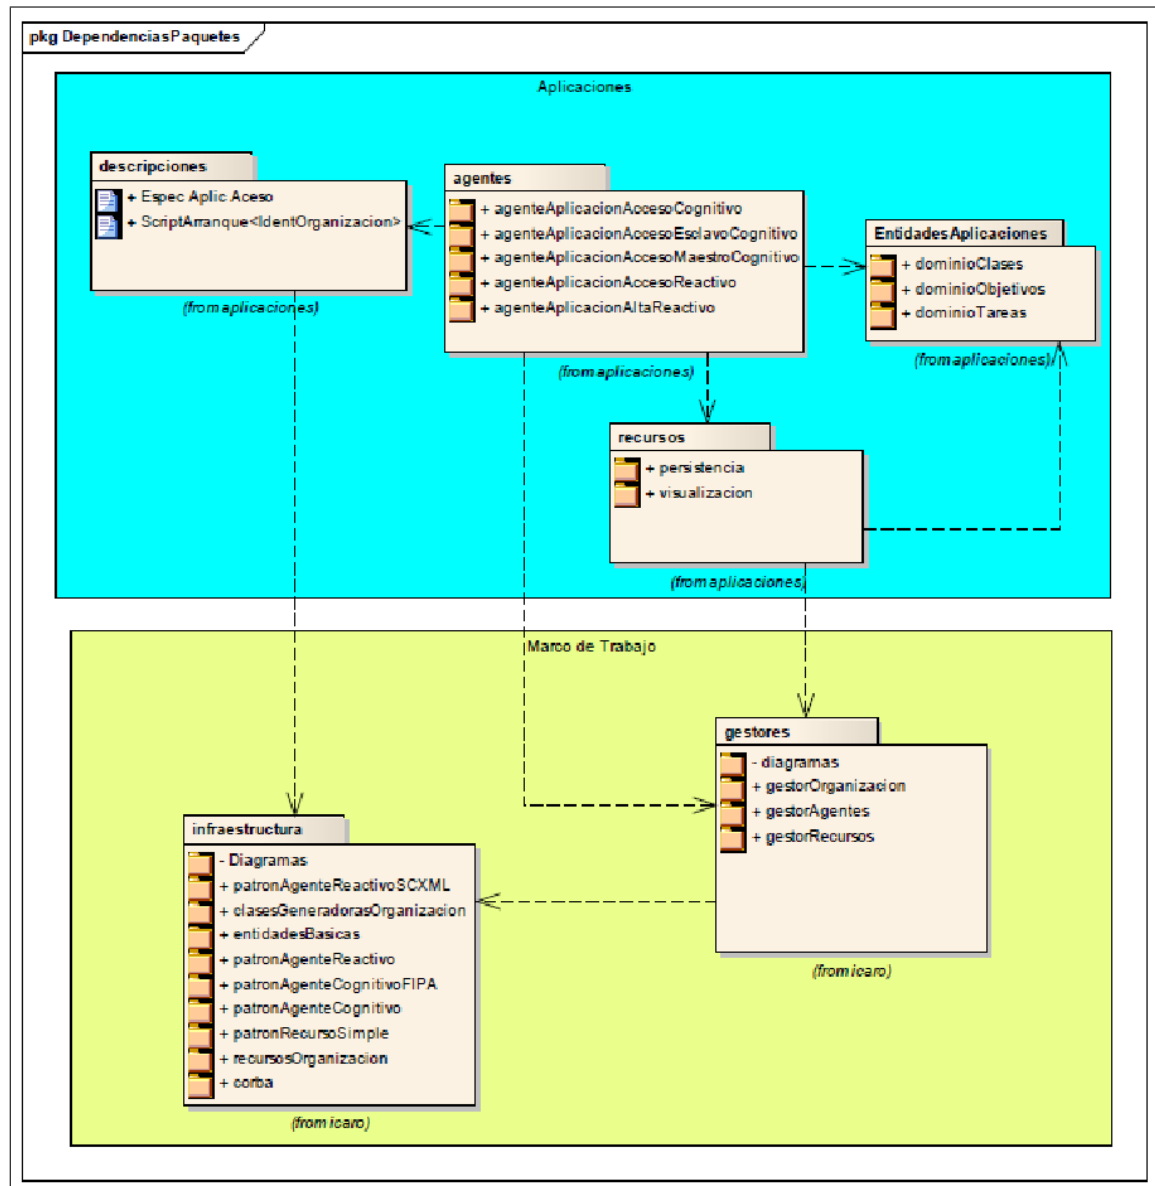 pkg DependenciasPaquetes
Aplicaciones
descripciones
+ Espec Aplic Aceso
+ ScriptArranque<IdentOrganizacion>
(from aplicaciones)
agentes
+ agenteAplicacionAccesoCognitivo
+ agenteAplicacionAccesoEsclavoCognitivo
+ agenteAplicacionAccesoMaestroCognitivo
+ agenteAplicacionAccesoReactivo
+ agenteAplicacionAltaReactivo
(from aplicaciones)
EntidadesAplicaciones
+ dominioClases
+ dominioObjetivos
+ dominioTareas
(from aplicaciones)
recursos
+ persistencia
+ visualizacion
(from aplicaciones)
Marco de Trabajo
gestores
- diagramas
+ gestorOrganizacion
+ gestorAgentes
+ gestorRecursos
(from icaro)
infraestructura
- Diagramas
+ patronAgenteReactivoSCXML
+ clasesGeneradorasOrganizacion
+ entidadesBasicas
+ patronAgenteReactivo
+ patronAgenteCognitivoFIPA
+ patronAgenteCognitivo
+ patronRecursoSimple
+ recursosOrganizacion
+ corba
(from icaro)